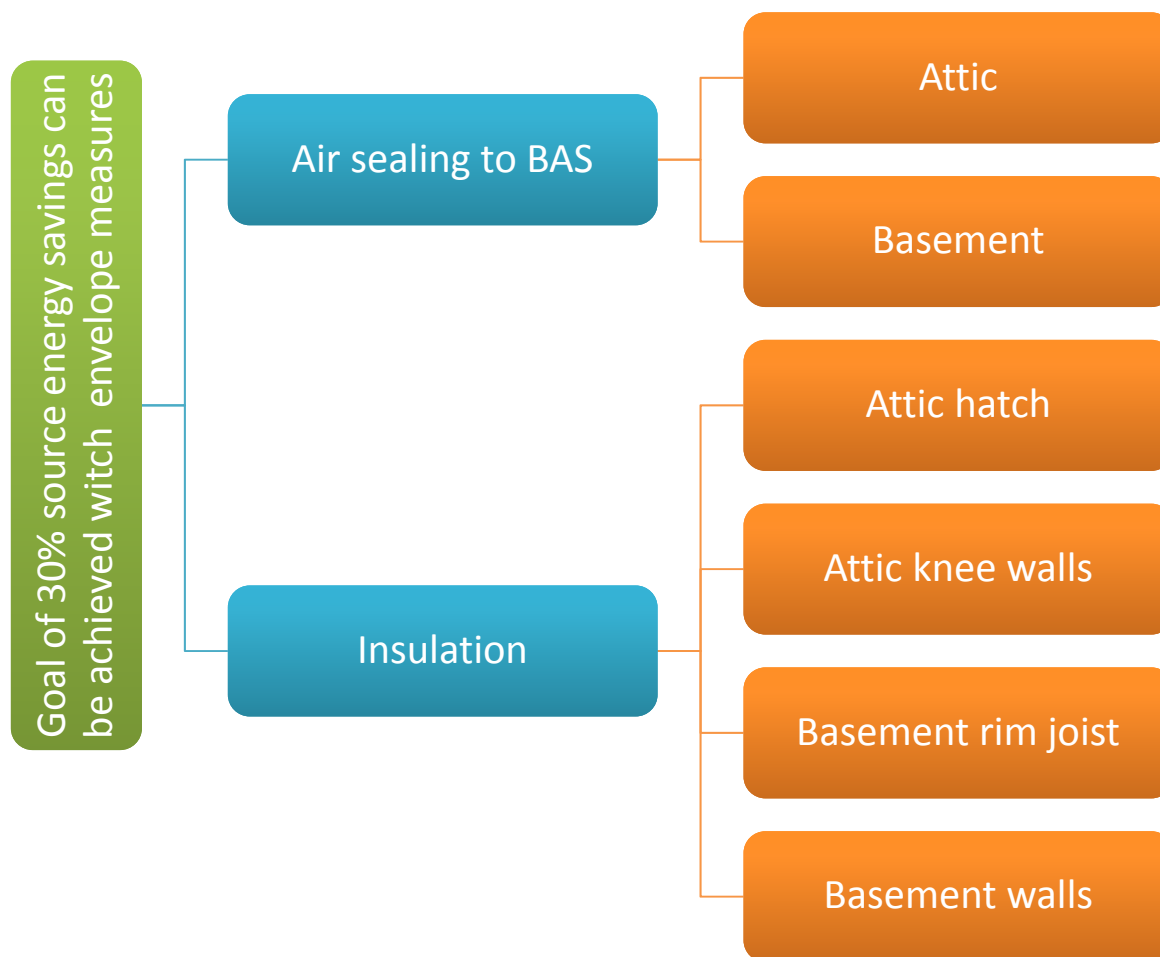 Goal of 30% source energy savings can
be achieved witch envelope measures
Air sealing to BAS
Attic
Basement
Insulation
Attic hatch
Attic knee walls
Basement rim joist
Basement walls